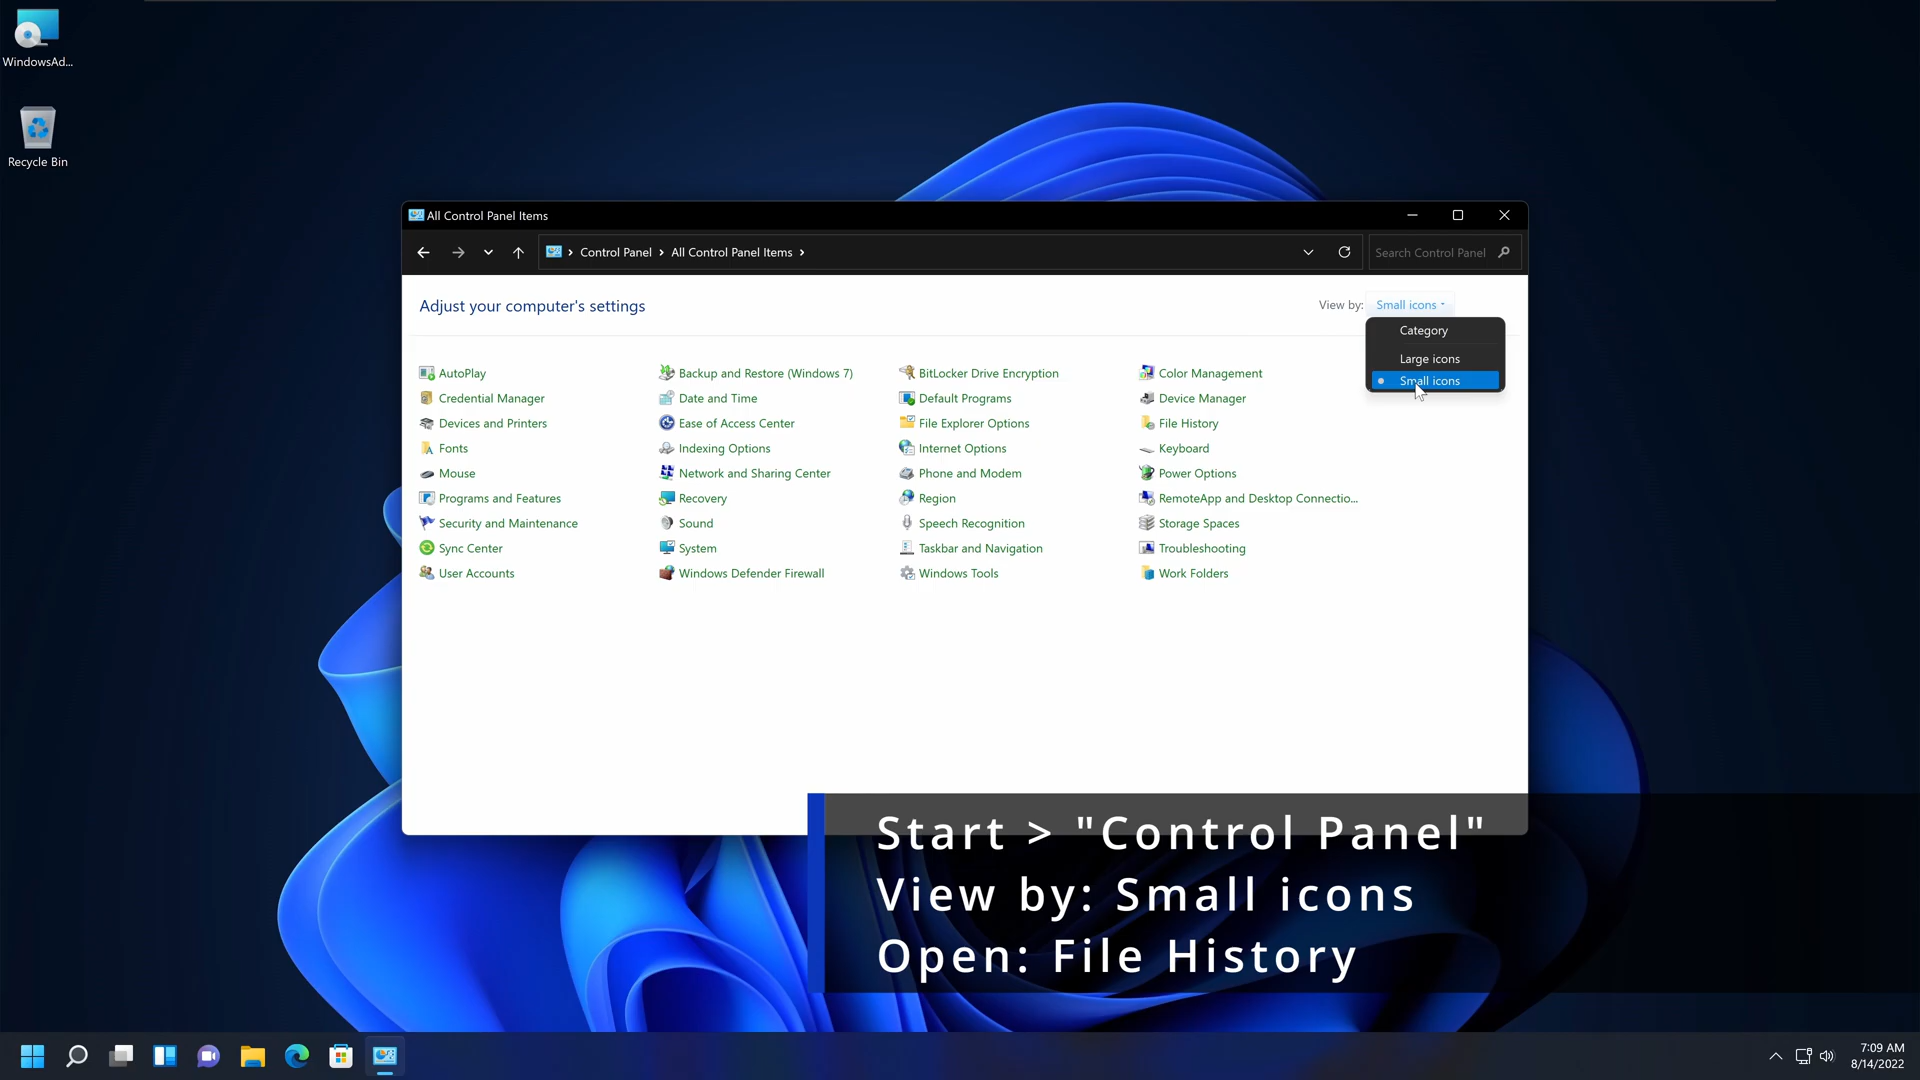 WindowsAd...
Recycle Bin
All Control Panel Items
Control Panel > All Control Panel Items >
Search Control Panel
Adjust your computer's settings
View by: Small icons
Category
Large icons
Small icons
AutoPlay
Backup and Restore (Windows 7)
BitLocker Drive Encryption
Color Management
Credential Manager
Date and Time
Default Programs
Device Manager
Devices and Printers
Ease of Access Center
File Explorer Options
File History
Fonts
Indexing Options
Internet Options
Keyboard
Mouse
Network and Sharing Center
Phone and Modem
Power Options
Programs and Features
Recovery
Region
RemoteApp and Desktop Connectio...
Security and Maintenance
Sound
Speech Recognition
Storage Spaces
Sync Center
System
Taskbar and Navigation
Troubleshooting
User Accounts
Windows Defender Firewall
Windows Tools
Work Folders
Start > "Control Panel"
View by: Small icons
Open: File History
7:09 AM
8/14/2022